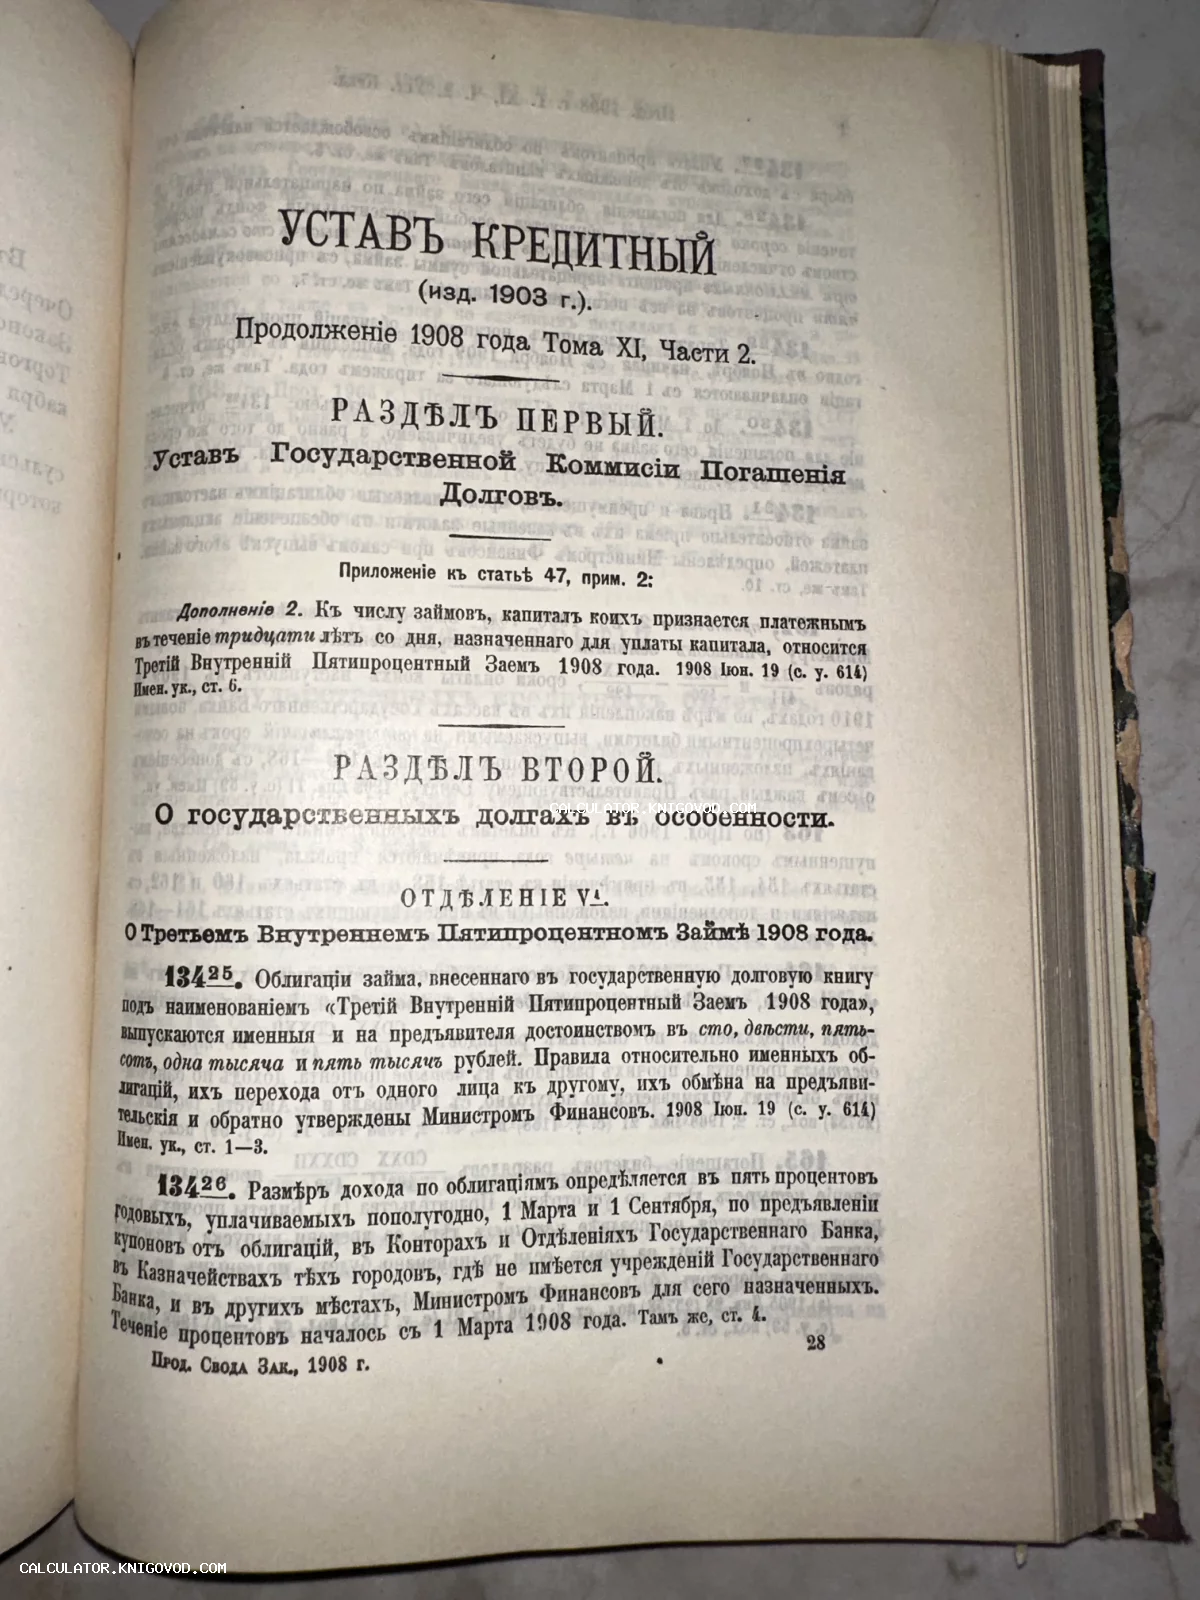 УСТАВЪ КРЕДИТНЫЙ
(изд. 1903 г.).
Продолженіе 1908 года Тома XI, Части 2.
РАЗДѢЛЪ ПЕРВЫЙ.
Уставъ Государственной Коммисіи Погашенія
Долговъ.
Приложеніе къ статьѣ 47, прим. 2:
Дополненіе 2. Къ числу займовъ, капиталъ коихъ признается платежнымъ
въ теченіе тридцати лѣтъ со дня, назначеннаго для уплаты капитала, относится
Третій Внутренній Пятипроцентный Заемъ 1908 года. 1908 Іюн. 19 (с. у. 614)
Имен. ук., ст. 6.
РАЗДѢЛЪ ВТОРОЙ.
CALCULATOR.KNIGOVOD.COM
О государственныхъ долгахъ въ особенности.
ОТДѢЛЕНІЕ V¹.
О Третьемъ Внутреннемъ Пятипроцентномъ Займѣ 1908 года.
134²⁵. Облигаціи займа, внесеннаго въ государственную долговую книгу
подъ наименованіемъ «Третій Внутренній Пятипроцентный Заемъ 1908 года»,
выпускаются именныя и на предъявителя достоинствомъ въ сто, двѣсти, пять-
сотъ, одна тысяча и пять тысячъ рублей. Правила относительно именныхъ об-
лигацій, ихъ перехода отъ одного лица къ другому, ихъ обмѣна на предъяви-
тельскія и обратно утверждены Министромъ Финансовъ. 1908 Іюн. 19 (с. у. 614)
Имен. ук., ст. 1—3.
134²⁶. Размѣръ дохода по облигаціямъ опредѣляется въ пять процентовъ
годовыхъ, уплачиваемыхъ пополугодно, 1 Марта и 1 Сентября, по предъявленіи
купоновъ отъ облигацій, въ Конторахъ и Отдѣленіяхъ Государственнаго Банка,
въ Казначействахъ тѣхъ городовъ, гдѣ не имѣется учрежденій Государственнаго
Банка, и въ другихъ мѣстахъ, Министромъ Финансовъ для сего назначенныхъ.
Теченіе процентовъ началось съ 1 Марта 1908 года. Тамъ же, ст. 4.
Прод. Свода Зак., 1908 г.
28
CALCULATOR.KNIGOVOD.COM